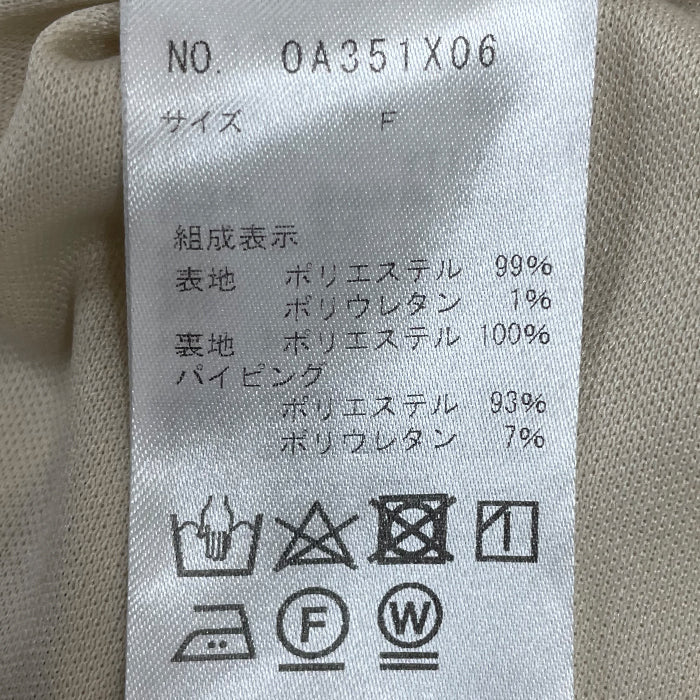 NO. 0A351X06
サイズ F
組成表示
表地 ポリエステル 99%
ポリウレタン 1%
裏地 ポリエステル 100%
パイピング
ポリエステル 93%
ポリウレタン 7%
F W